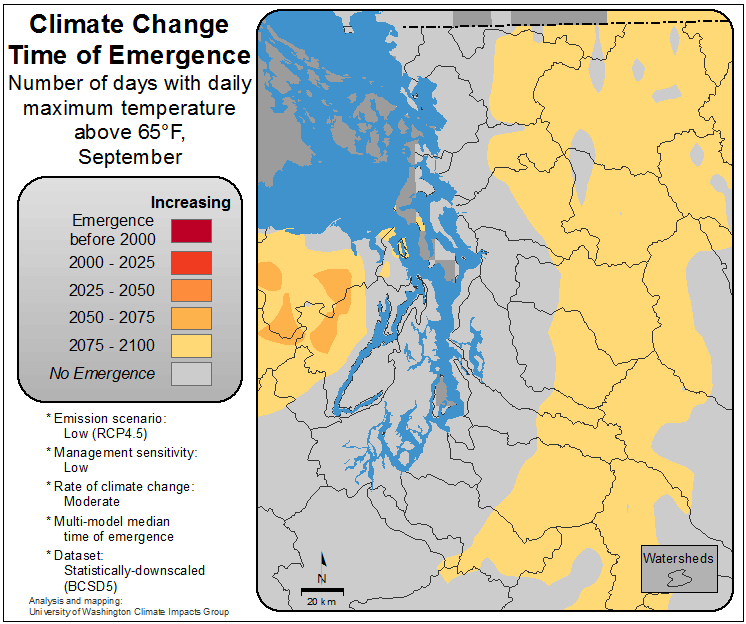 Climate Change
Time of Emergence
Number of days with daily
maximum temperature
above 65°F,
September
Increasing
Emergence
before 2000
2000 - 2025
2025 - 2050
2050 - 2075
2075 - 2100
No Emergence
* Emission scenario:
Low (RCP4.5)
* Management sensitivity:
Low
* Rate of climate change:
Moderate
* Multi-model median
time of emergence
* Dataset:
Statistically-downscaled
(BCSD5)
Analysis and mapping:
University of Washington Climate Impacts Group
N
20 km
Watersheds